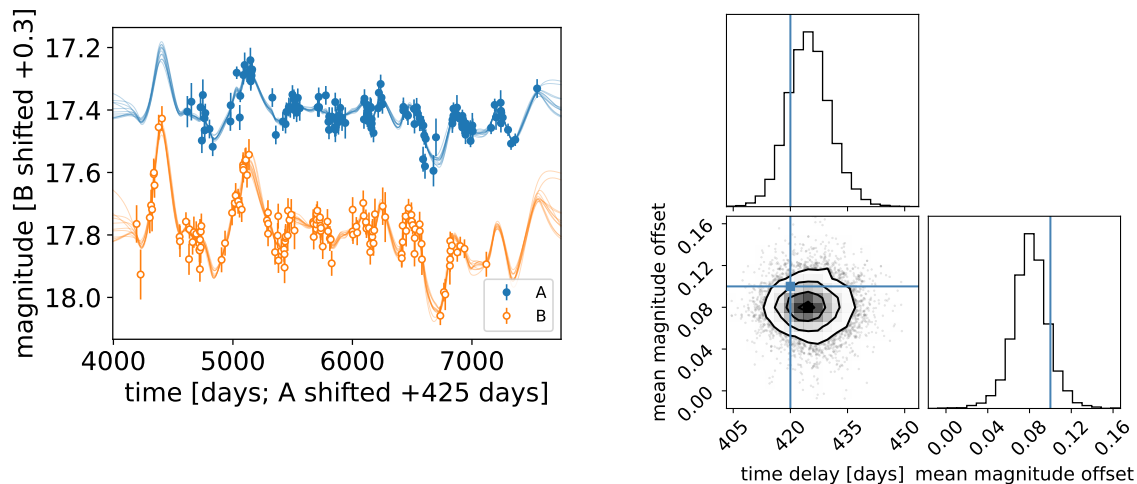 magnitude [B shifted +0.3]
17.2
17.4
17.6
17.8
18.0
A
B
4000 5000 6000 7000
time [days; A shifted +425 days]
mean magnitude offset
0.16
0.12
0.08
0.04
0.00
405 420 435 450
time delay [days]
0.00 0.04 0.08 0.12 0.16
mean magnitude offset